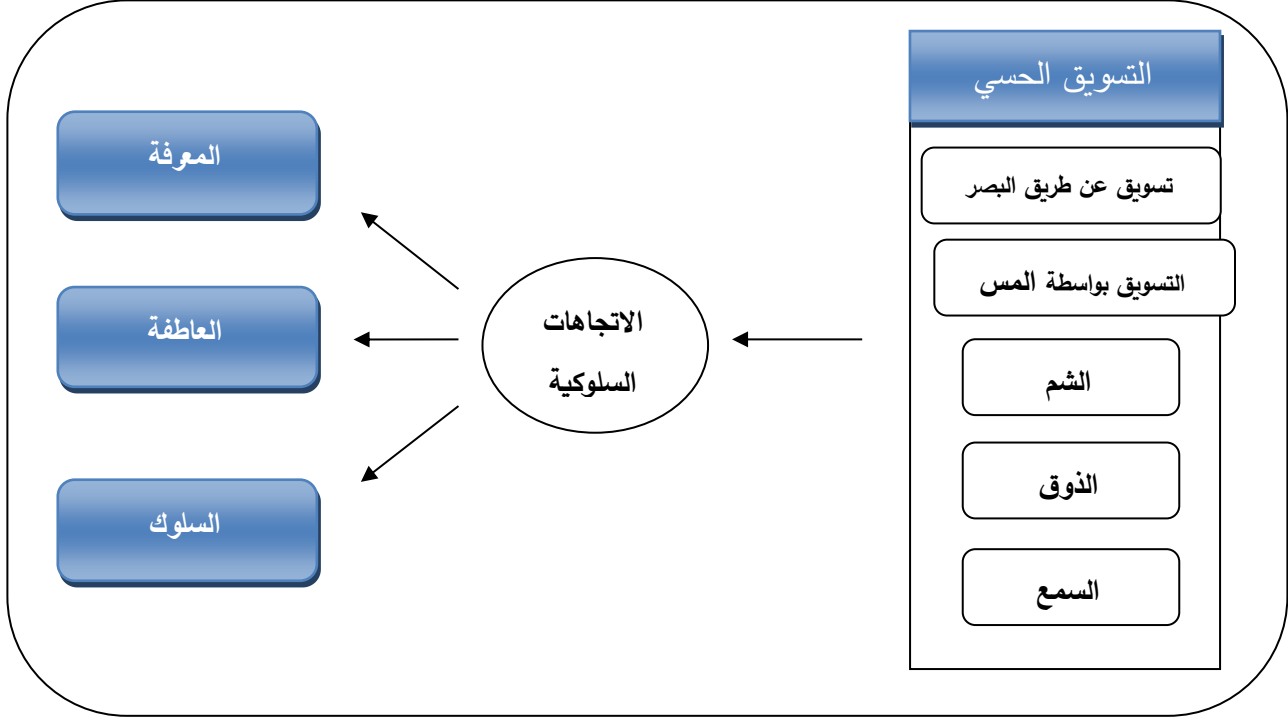 التسويق الحسي
تسويق عن طريق البصر
التسويق بواسطة المس
الشم
الذوق
السمع
الاتجاهات
السلوكية
المعرفة
العاطفة
السلوك